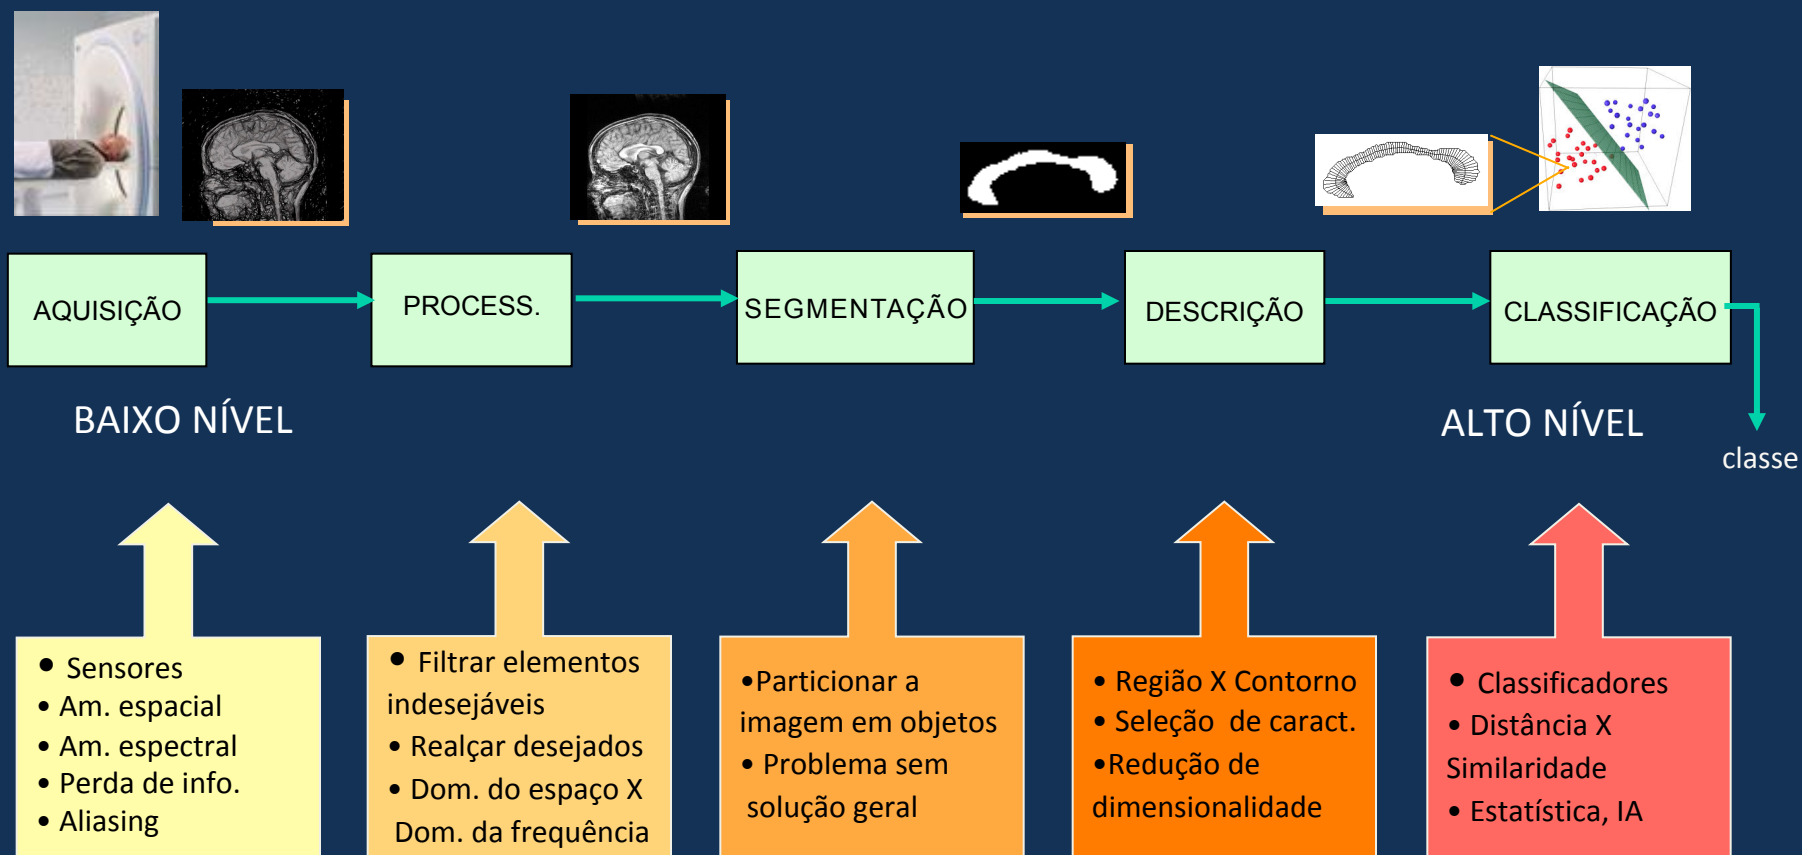 AQUISIÇÃO
PROCESS.
SEGMENTAÇÃO
DESCRIÇÃO
CLASSIFICAÇÃO
BAIXO NÍVEL
ALTO NÍVEL
classe
• Sensores
• Am. espacial
• Am. espectral
• Perda de info.
• Aliasing
• Filtrar elementos
indesejáveis
• Realçar desejados
• Dom. do espaço X
Dom. da frequência
•Particionar a
imagem em objetos
• Problema sem
solução geral
• Região X Contorno
• Seleção de caract.
•Redução de
dimensionalidade
• Classificadores
• Distância X
Similaridade
• Estatística, IA